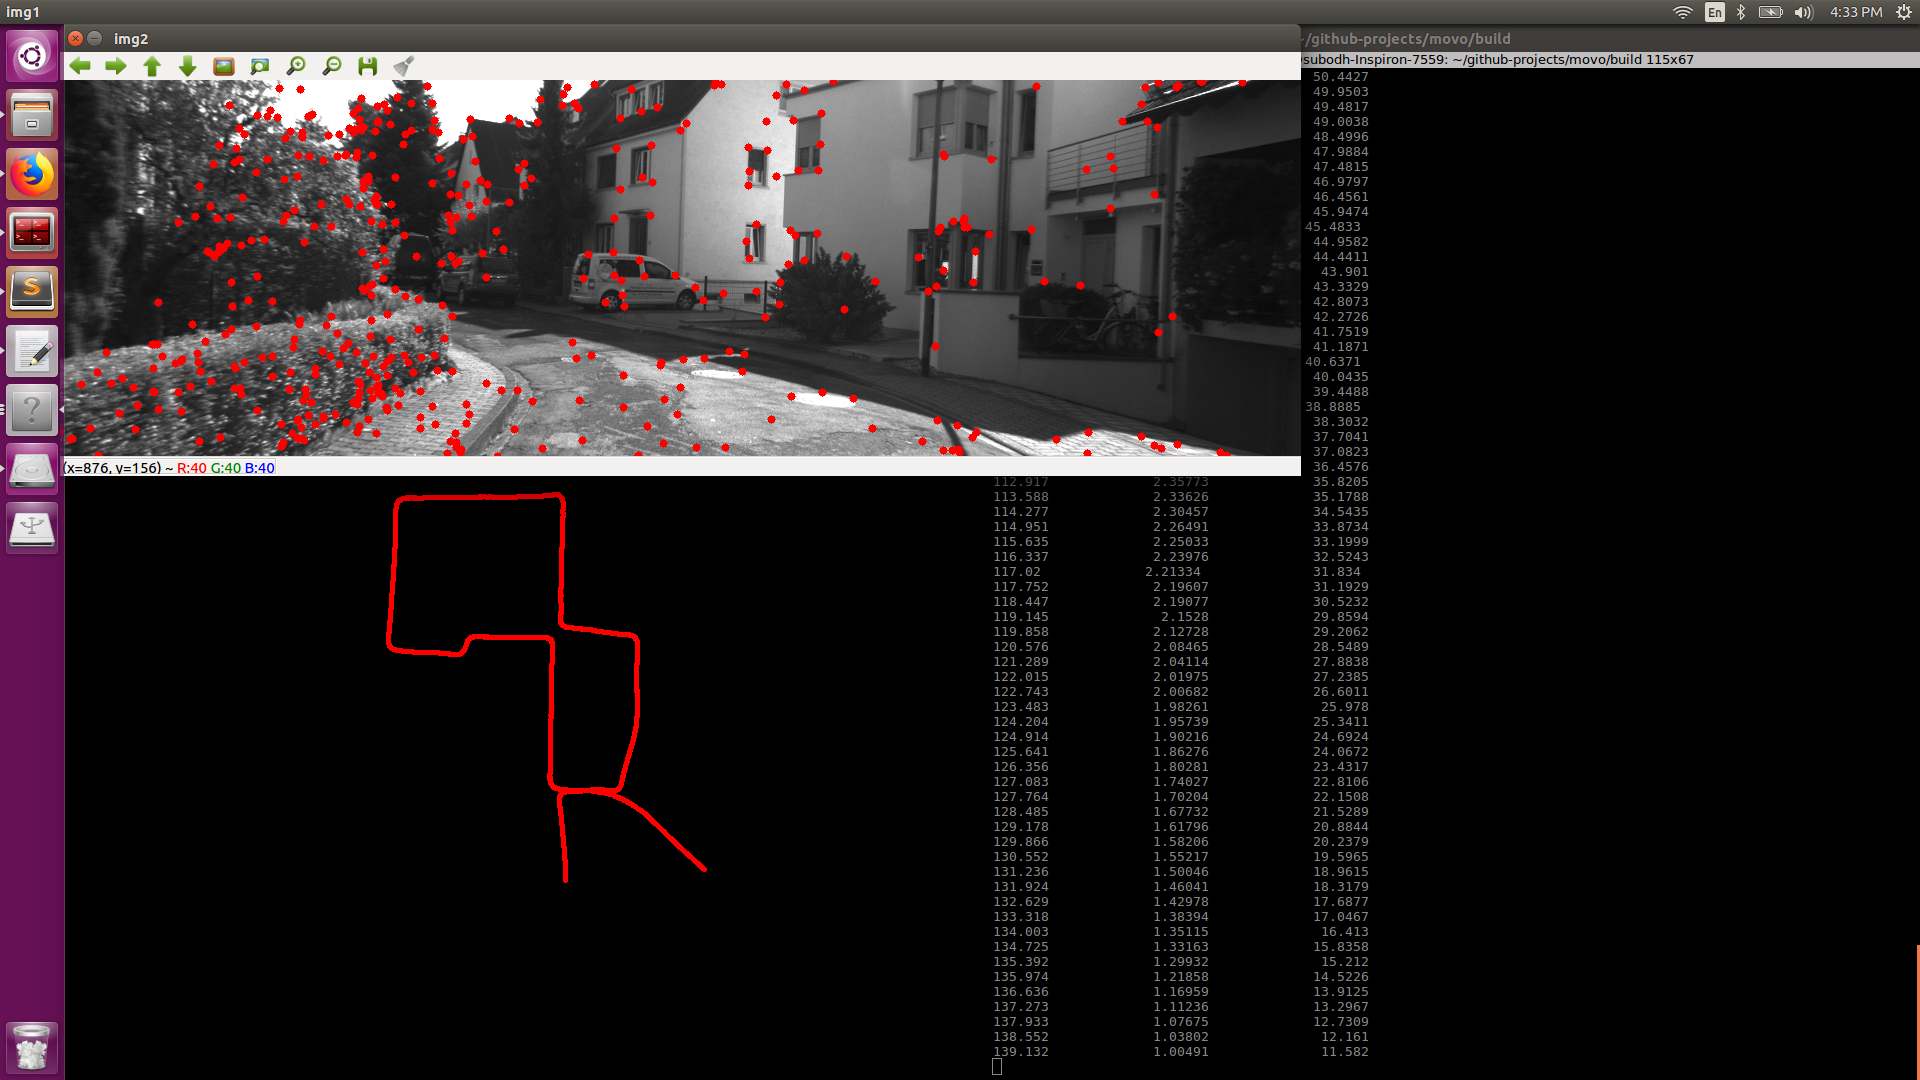 img1
En
4:33 PM
img2
/github-projects/movo/build
subodh-Inspiron-7559: ~/github-projects/movo/build 115x67
(x=876, y=156) ~ R:40 G:40 B:40
50.4427
49.9503
49.4817
49.0038
48.4996
47.9884
47.4815
46.9797
46.4561
45.9474
45.4833
44.9582
44.4411
43.901
43.3329
42.8073
42.2726
41.7519
41.1871
40.6371
40.0435
39.4488
38.8885
38.3032
37.7041
37.0823
36.4576
112.917 2.35773 35.8205
113.588 2.33626 35.1788
114.277 2.30457 34.5435
114.951 2.26491 33.8734
115.635 2.25033 33.1999
116.337 2.23976 32.5243
117.02 2.21334 31.834
117.752 2.19607 31.1929
118.447 2.19077 30.5232
119.145 2.1528 29.8594
119.858 2.12728 29.2062
120.576 2.08465 28.5489
121.289 2.04114 27.8838
122.015 2.01975 27.2385
122.743 2.00682 26.6011
123.483 1.98261 25.978
124.204 1.95739 25.3411
124.914 1.90216 24.6924
125.641 1.86276 24.0672
126.356 1.80281 23.4317
127.083 1.74027 22.8106
127.764 1.70204 22.1508
128.485 1.67732 21.5289
129.178 1.61796 20.8844
129.866 1.58206 20.2379
130.552 1.55217 19.5965
131.236 1.50046 18.9615
131.924 1.46041 18.3179
132.629 1.42978 17.6877
133.318 1.38394 17.0467
134.003 1.35115 16.413
134.725 1.33163 15.8358
135.392 1.29932 15.212
135.974 1.21858 14.5226
136.636 1.16959 13.9125
137.273 1.11236 13.2967
137.933 1.07675 12.7309
138.552 1.03802 12.161
139.132 1.00491 11.582